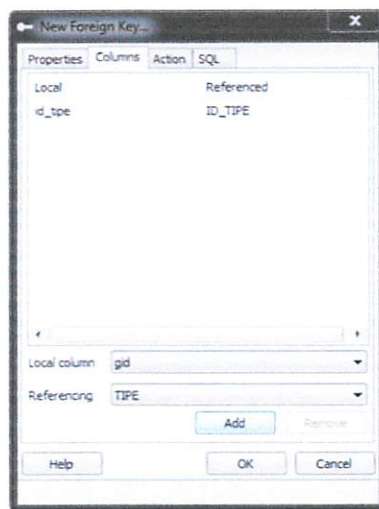 New Foreign Key...
Properties Columns Action SQL
Local Referenced
id_tipe ID_TIPE
Local column gid
Referencing TIPE
Add Remove
Help OK Cancel